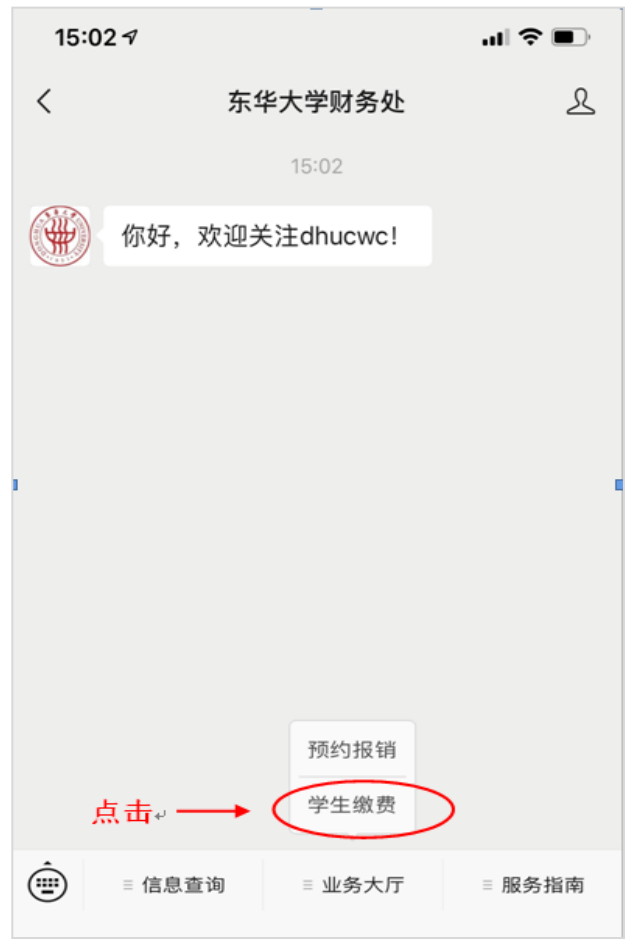 15:02
东华大学财务处
15:02
你好，欢迎关注dhucwc!
预约报销
点击
学生缴费
信息查询
业务大厅
服务指南